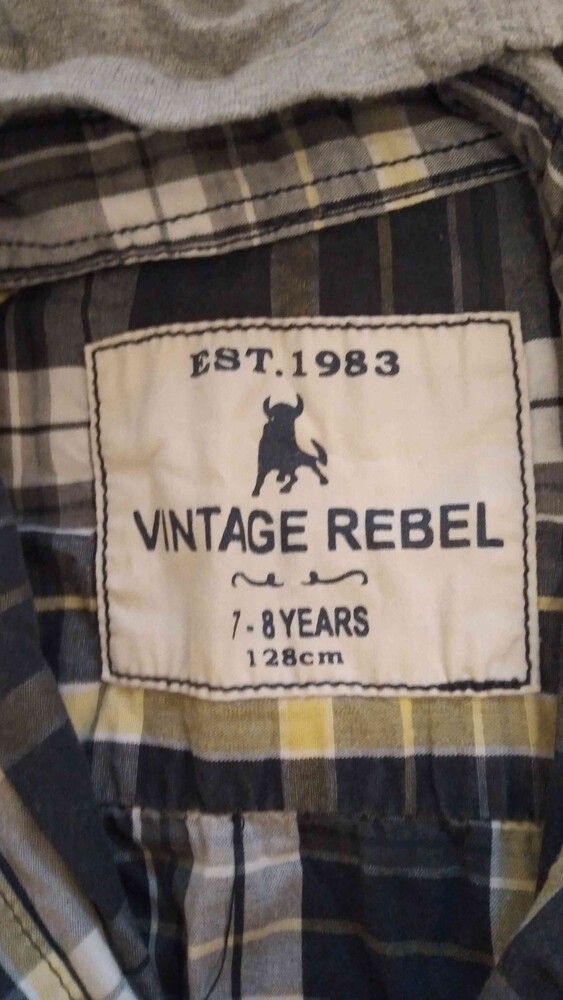 EST.1983
VINTAGE REBEL
7-8 YEARS
128cm